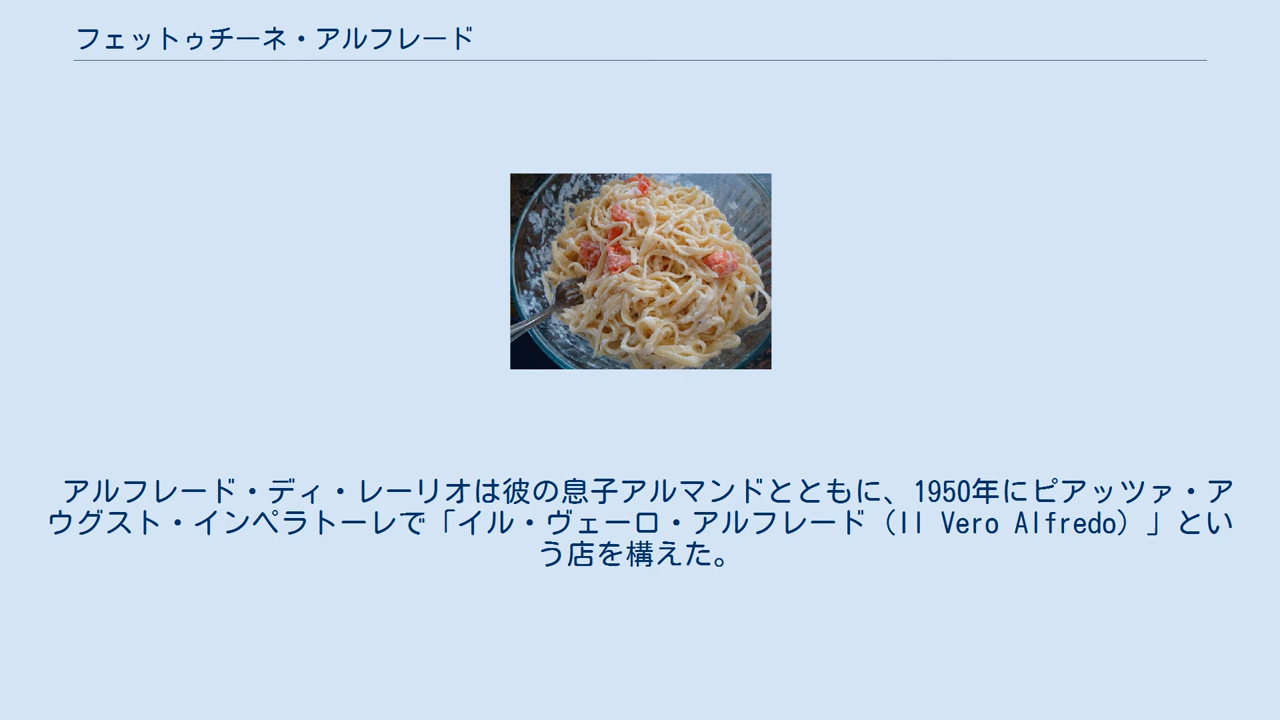 フェットゥチーネ・アルフレード
アルフレード・ディ・レーリオは彼の息子アルマンドとともに、1950年にピアッツァ・ア
ウグスト・インペラトーレで「イル・ヴェーロ・アルフレード（Il Vero Alfredo）」とい
う店を構えた。